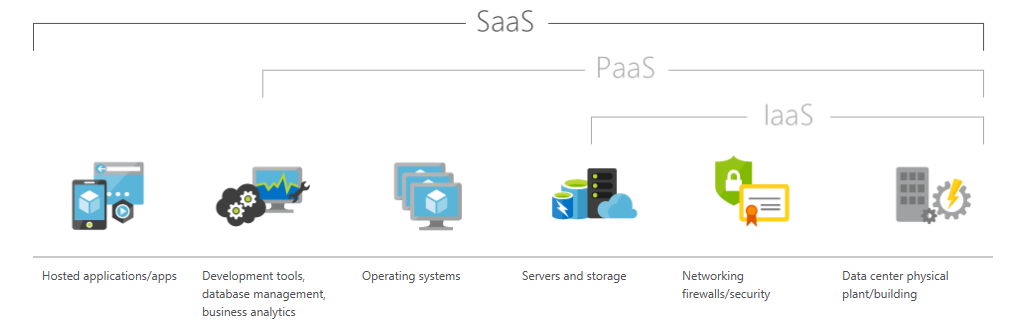 SaaS
PaaS
IaaS
Hosted applications/apps
Development tools,
database management,
business analytics
Operating systems
Servers and storage
Networking
firewalls/security
Data center physical
plant/building